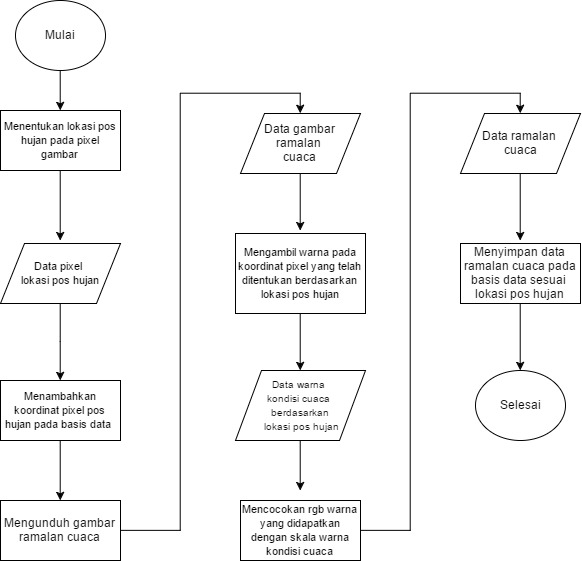 Mulai
Menentukan lokasi pos
hujan pada pixel
gambar
Data pixel
lokasi pos hujan
Menambahkan
koordinat pixel pos
hujan pada basis data
Mengunduh gambar
ramalan cuaca
Data gambar
ramalan
cuaca
Mengambil warna pada
koordinat pixel yang telah
ditentukan berdasarkan
lokasi pos hujan
Data warna
kondisi cuaca
berdasarkan
lokasi pos hujan
Mencocokan rgb warna
yang didapatkan
dengan skala warna
kondisi cuaca
Data ramalan
cuaca
Menyimpan data
ramalan cuaca pada
basis data sesuai
lokasi pos hujan
Selesai